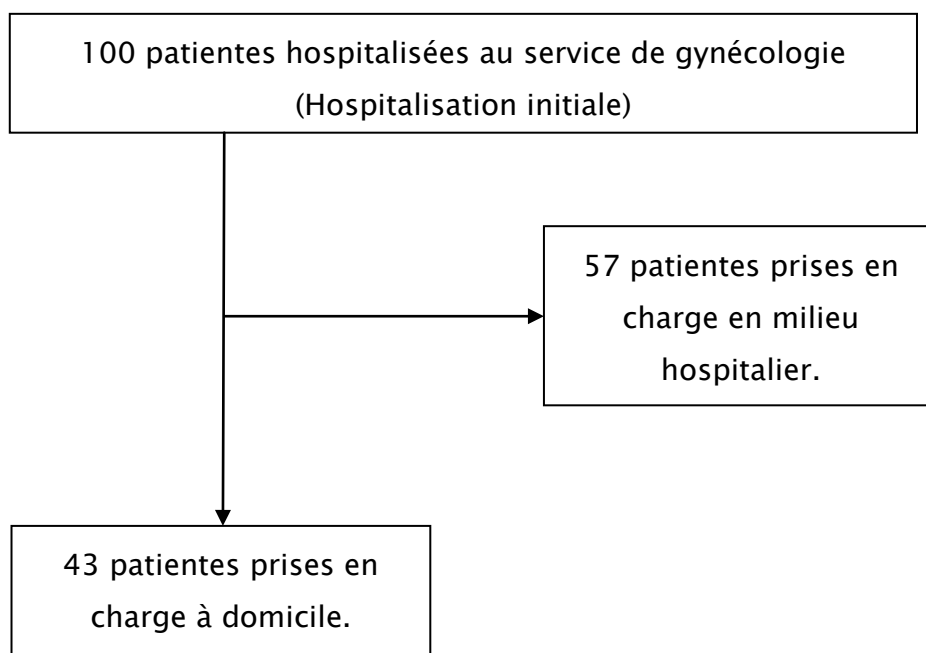 100 patientes hospitalisées au service de gynécologie
(Hospitalisation initiale)
57 patientes prises en
charge en milieu
hospitalier.
43 patientes prises en
charge à domicile.